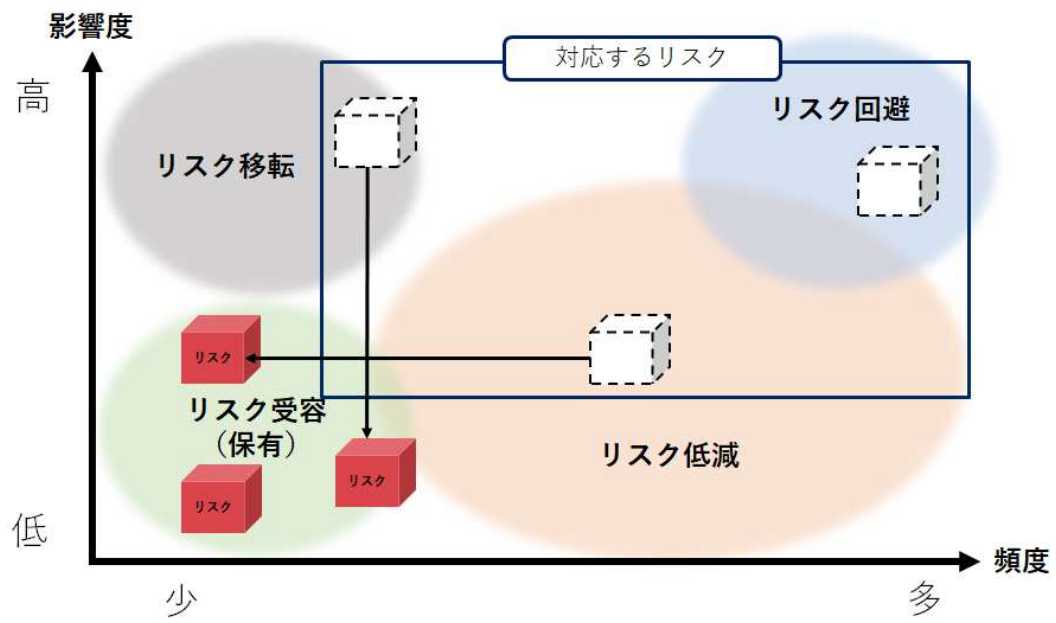 影響度
高
対応するリスク
リスク回避
リスク移転
リスク
リスク受容
（保有）
リスク低減
リスク
リスク
低
頻度
少
多